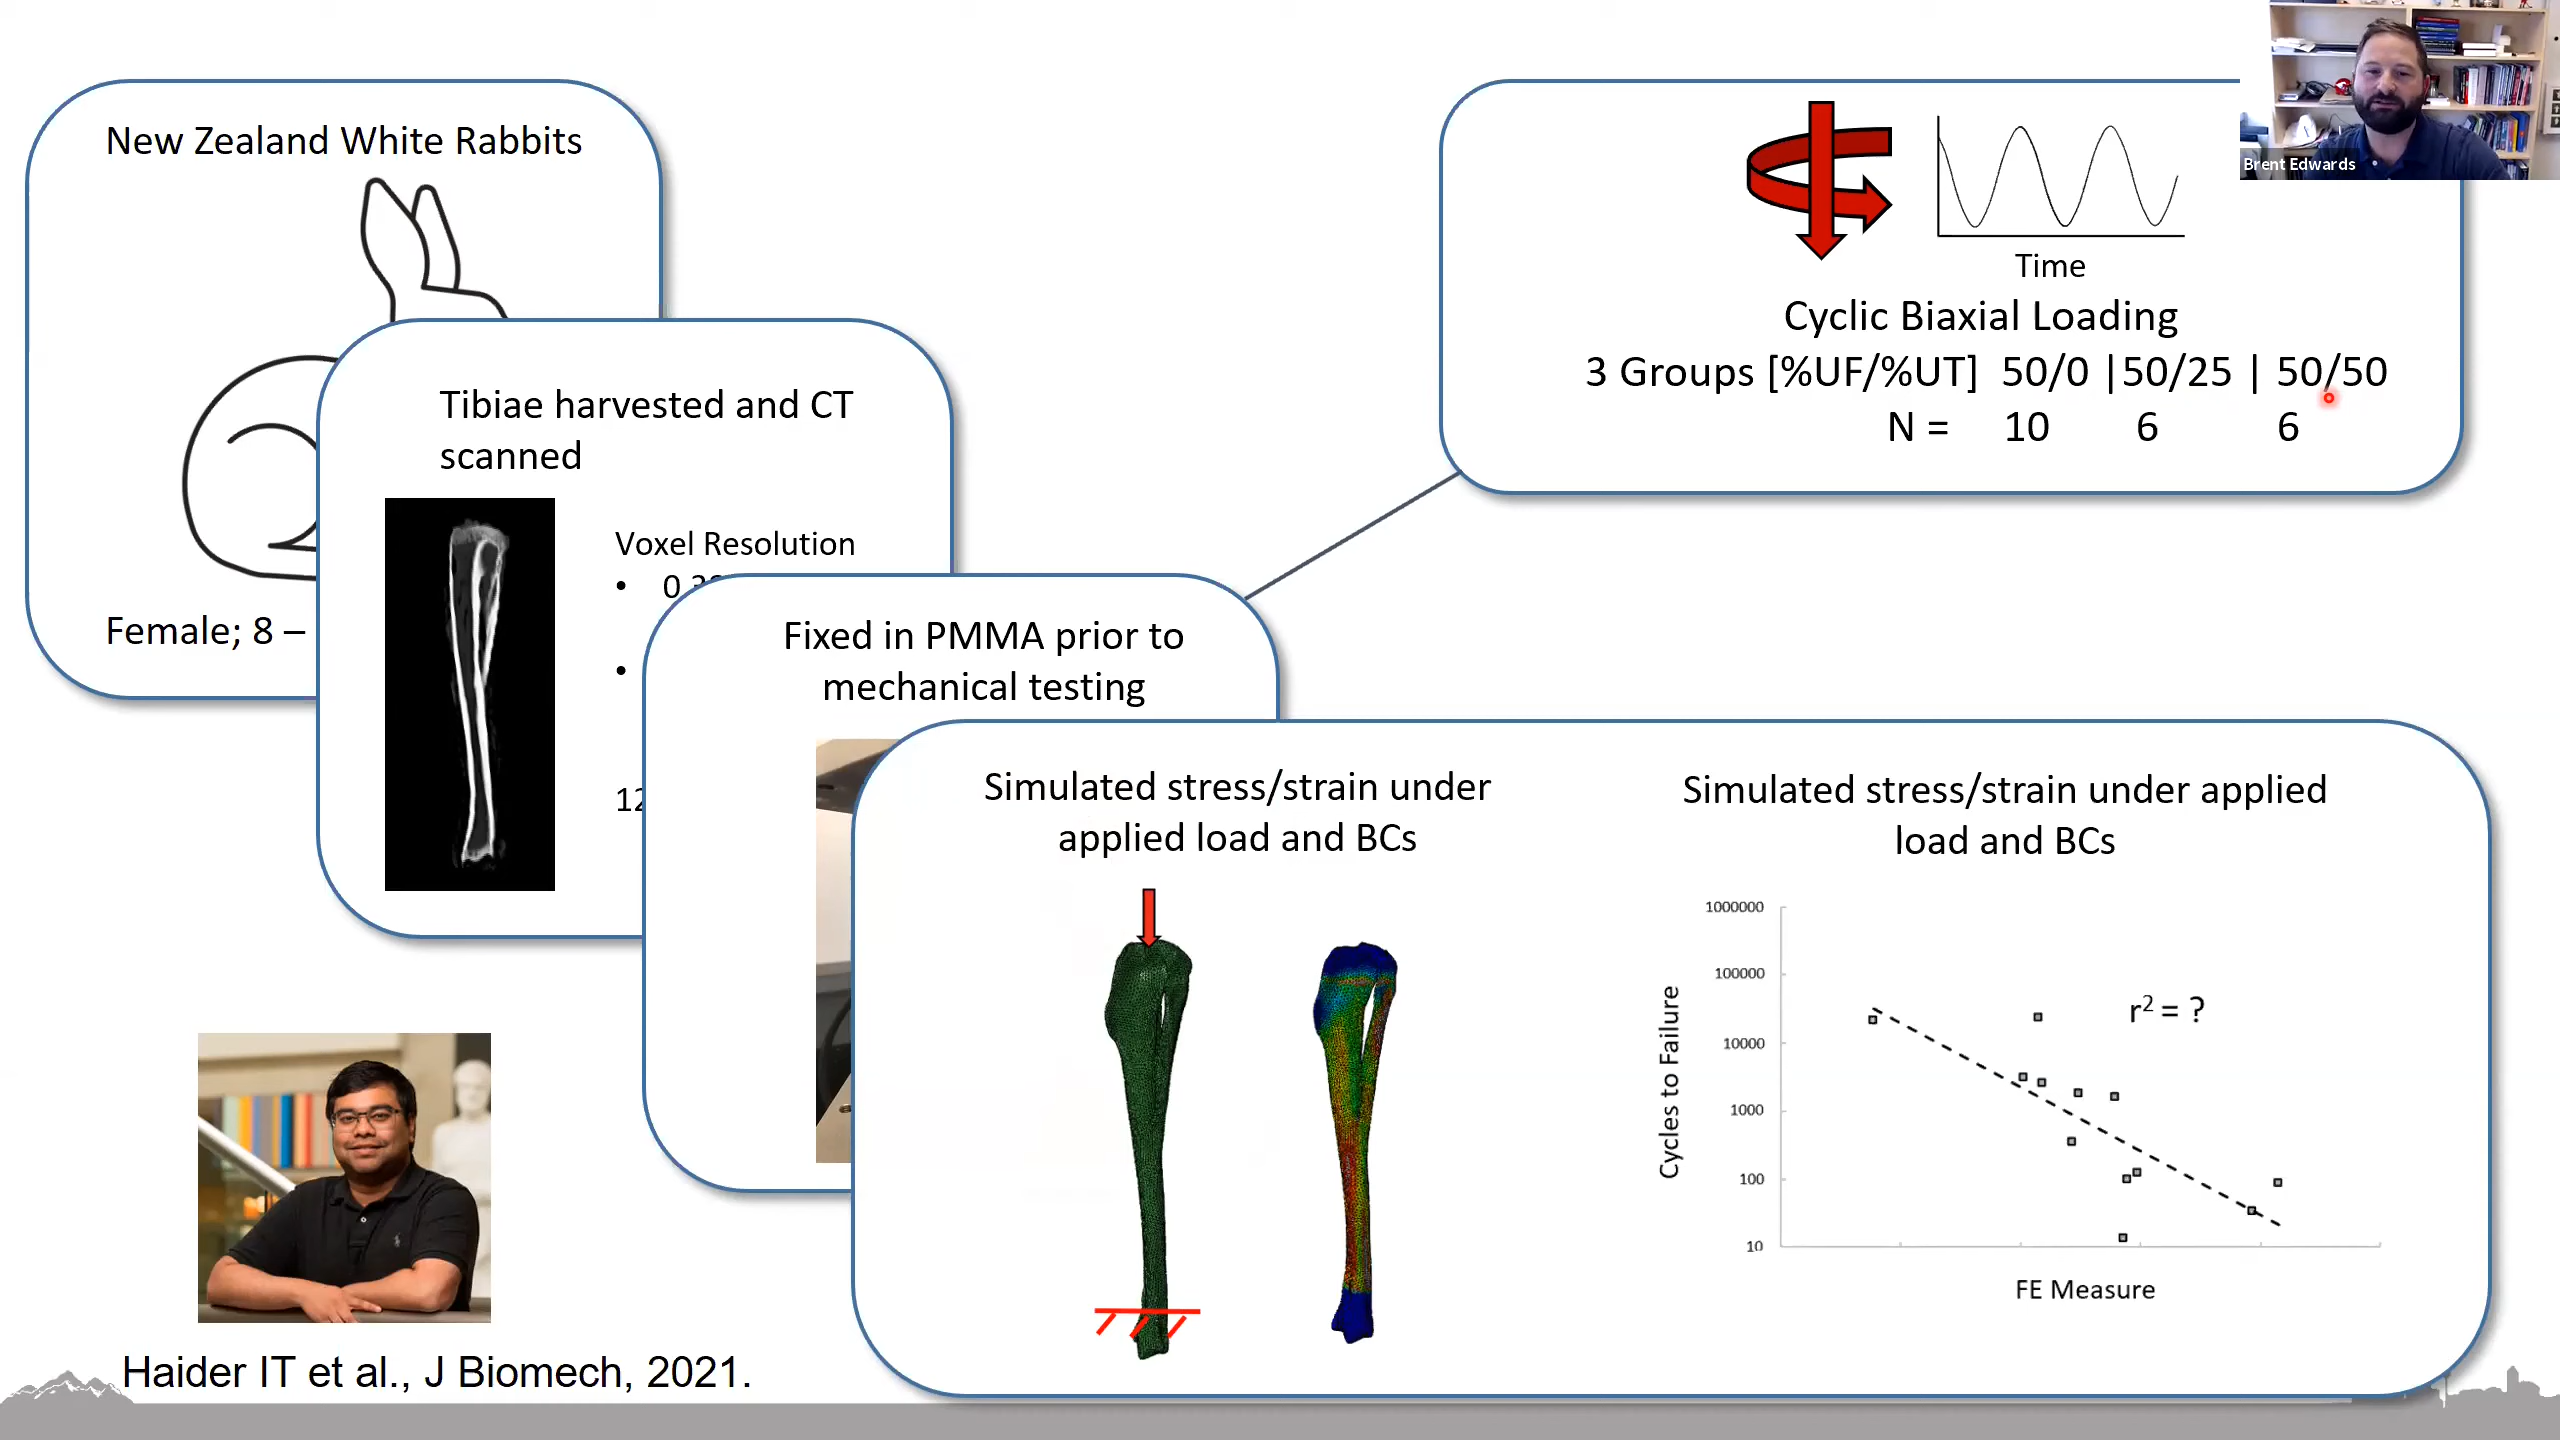 New Zealand White Rabbits
Female; 8 –
Tibiae harvested and CT
scanned
Voxel Resolution
•
•
12
Fixed in PMMA prior to
mechanical testing
Time
Cyclic Biaxial Loading
3 Groups [%UF/%UT] 50/0 | 50/25 | 50/50
N = 10 6 6
Brent Edwards
Simulated stress/strain under
applied load and BCs
Simulated stress/strain under applied
load and BCs
1000000
100000
10000
1000
100
10
Cycles to Failure
r² = ?
FE Measure
Haider IT et al., J Biomech, 2021.